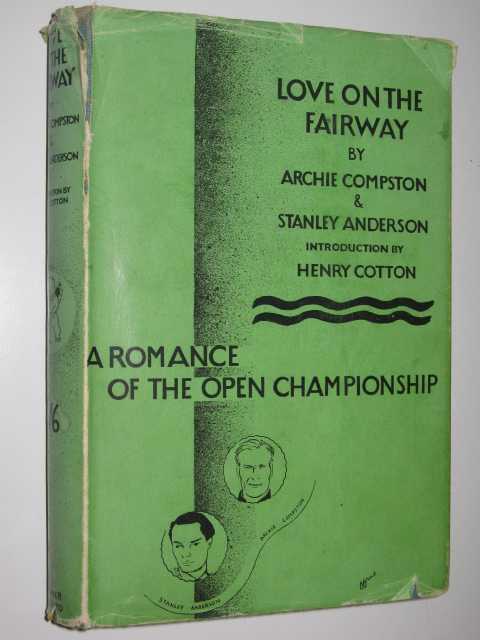 LOVE ON THE
FAIRWAY
BY
ARCHIE COMPSTON
&
STANLEY ANDERSON
INTRODUCTION BY
HENRY COTTON
A ROMANCE
OF THE OPEN CHAMPIONSHIP
ARCHIE COMPSTON
STANLEY ANDERSON
THE
WAY
COMPSTON
&
ANDERSON
COTTON